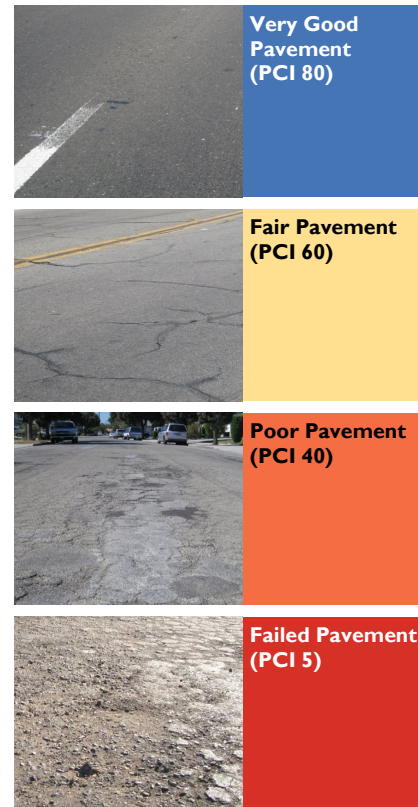 Very Good
Pavement
(PCI 80)
Fair Pavement
(PCI 60)
Poor Pavement
(PCI 40)
Failed Pavement
(PCI 5)